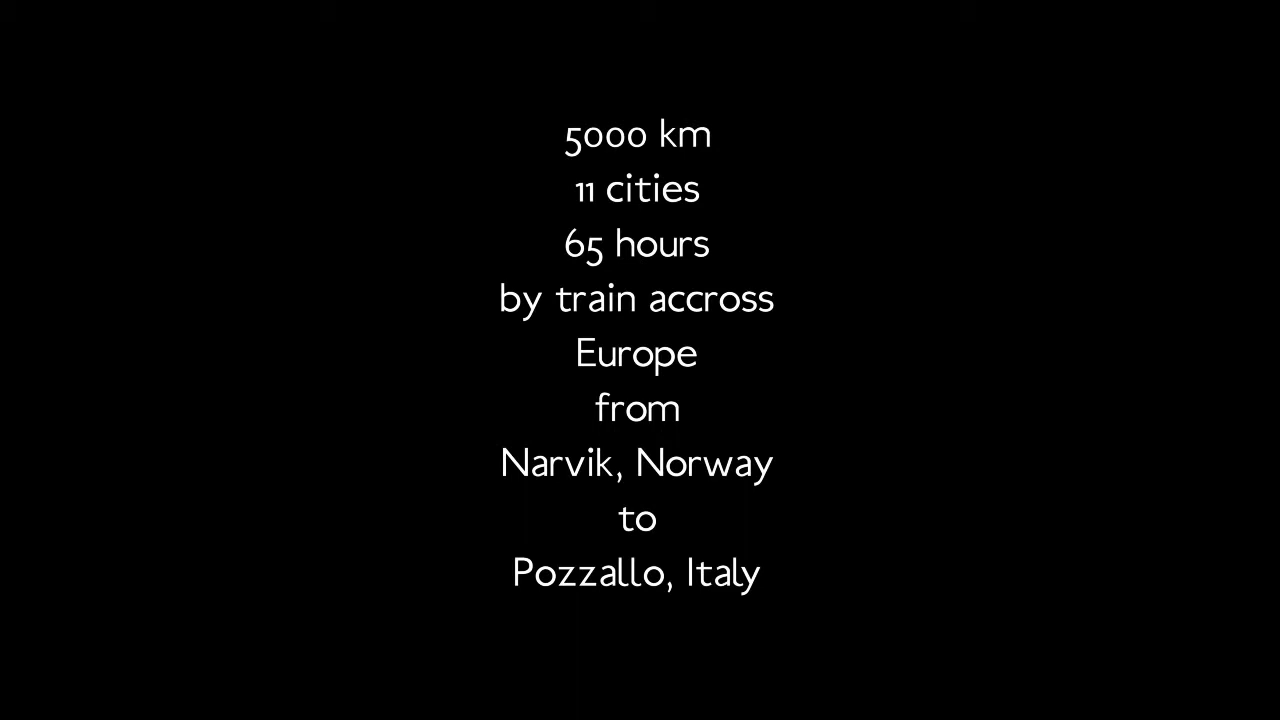 5000 km
11 cities
65 hours
by train accross
Europe
from
Narvik, Norway
to
Pozzallo, Italy